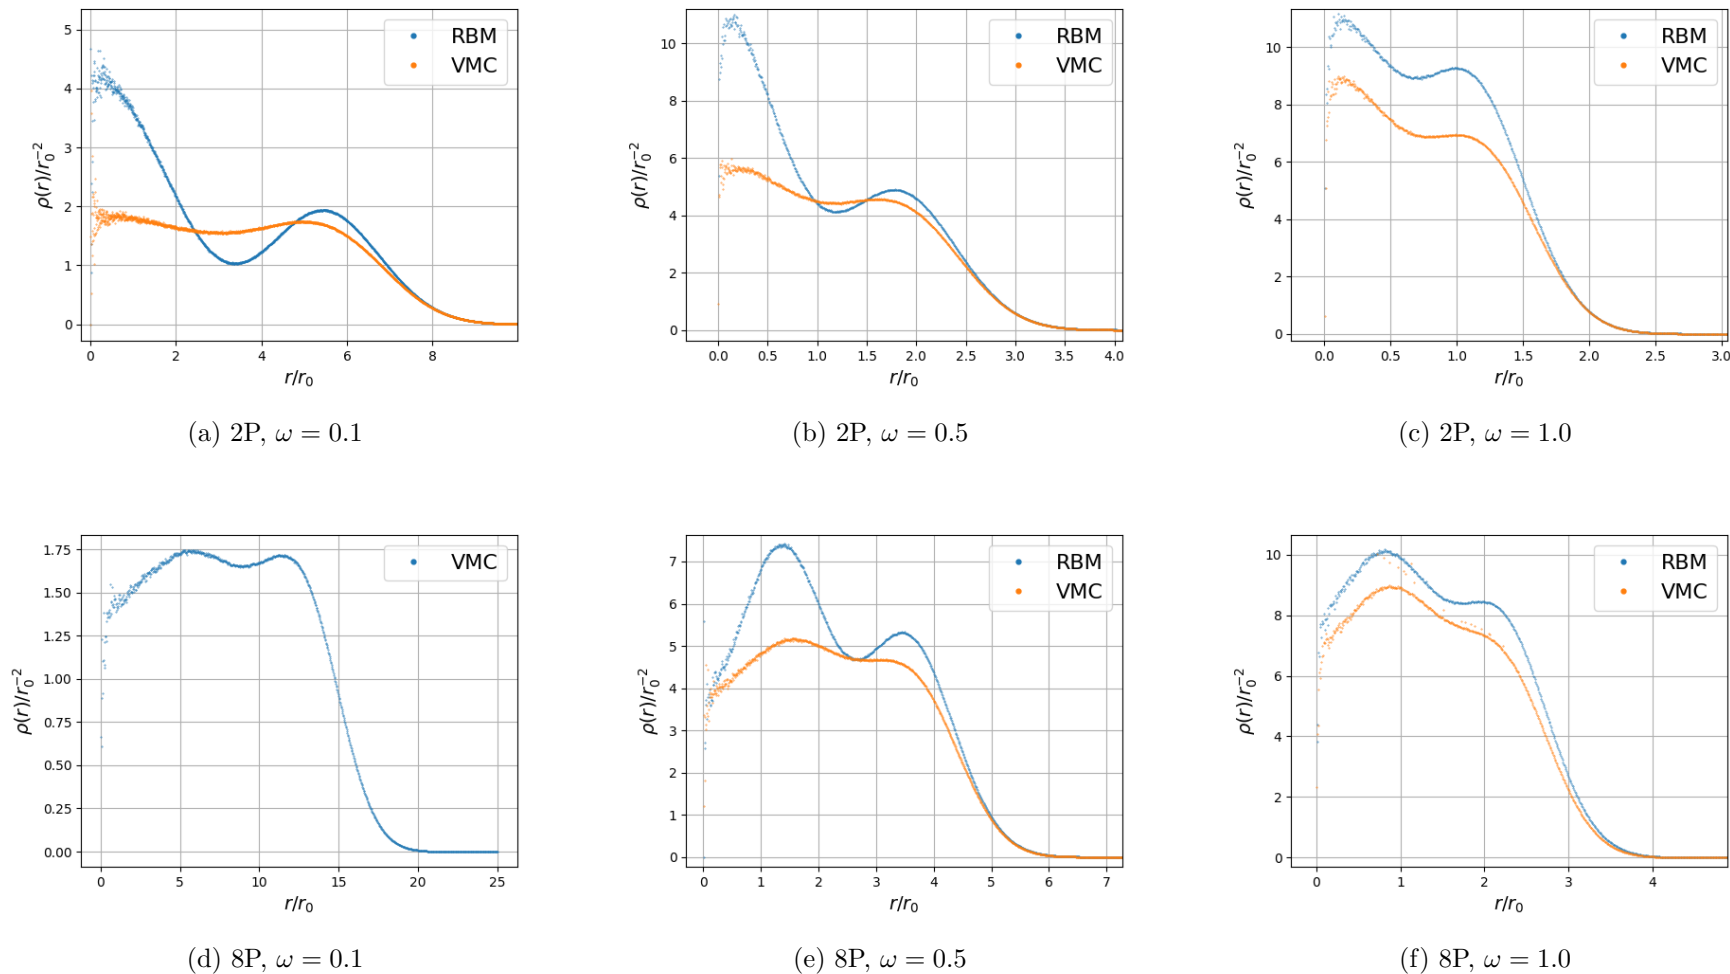 RBM
VMC
5
4
3
2
1
0
ρ(r)/r₀⁻²
0 2 4 6 8
r/r₀
(a) 2P, ω = 0.1
RBM
VMC
10
8
6
4
2
0
ρ(r)/r₀⁻²
0.0 0.5 1.0 1.5 2.0 2.5 3.0 3.5 4.0
r/r₀
(b) 2P, ω = 0.5
RBM
VMC
10
8
6
4
2
0
ρ(r)/r₀⁻²
0.0 0.5 1.0 1.5 2.0 2.5 3.0
r/r₀
(c) 2P, ω = 1.0
VMC
1.75
1.50
1.25
1.00
0.75
0.50
0.25
0.00
ρ(r)/r₀⁻²
0 5 10 15 20 25
r/r₀
(d) 8P, ω = 0.1
RBM
VMC
7
6
5
4
3
2
1
0
ρ(r)/r₀⁻²
0 1 2 3 4 5 6 7
r/r₀
(e) 8P, ω = 0.5
RBM
VMC
10
8
6
4
2
0
ρ(r)/r₀⁻²
0 1 2 3 4
r/r₀
(f) 8P, ω = 1.0